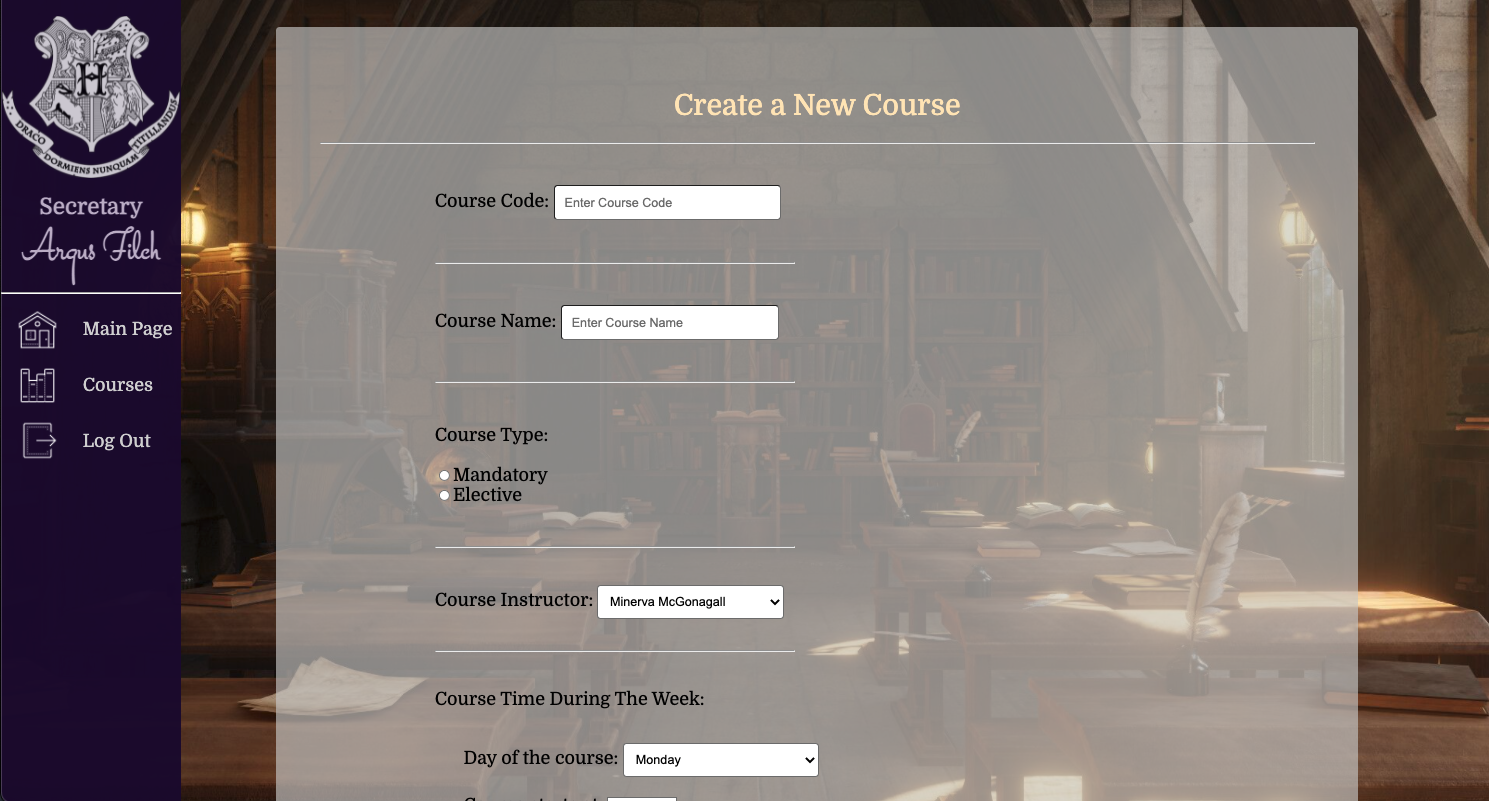 H
DRACO DORMIENS NUNQUAM TITILLANDUS
Secretary
Argus Filch
Main Page
Courses
Log Out
Create a New Course
Course Code: Enter Course Code
Course Name: Enter Course Name
Course Type:
Mandatory
Elective
Course Instructor: Minerva McGonagall
Course Time During The Week:
Day of the course: Monday